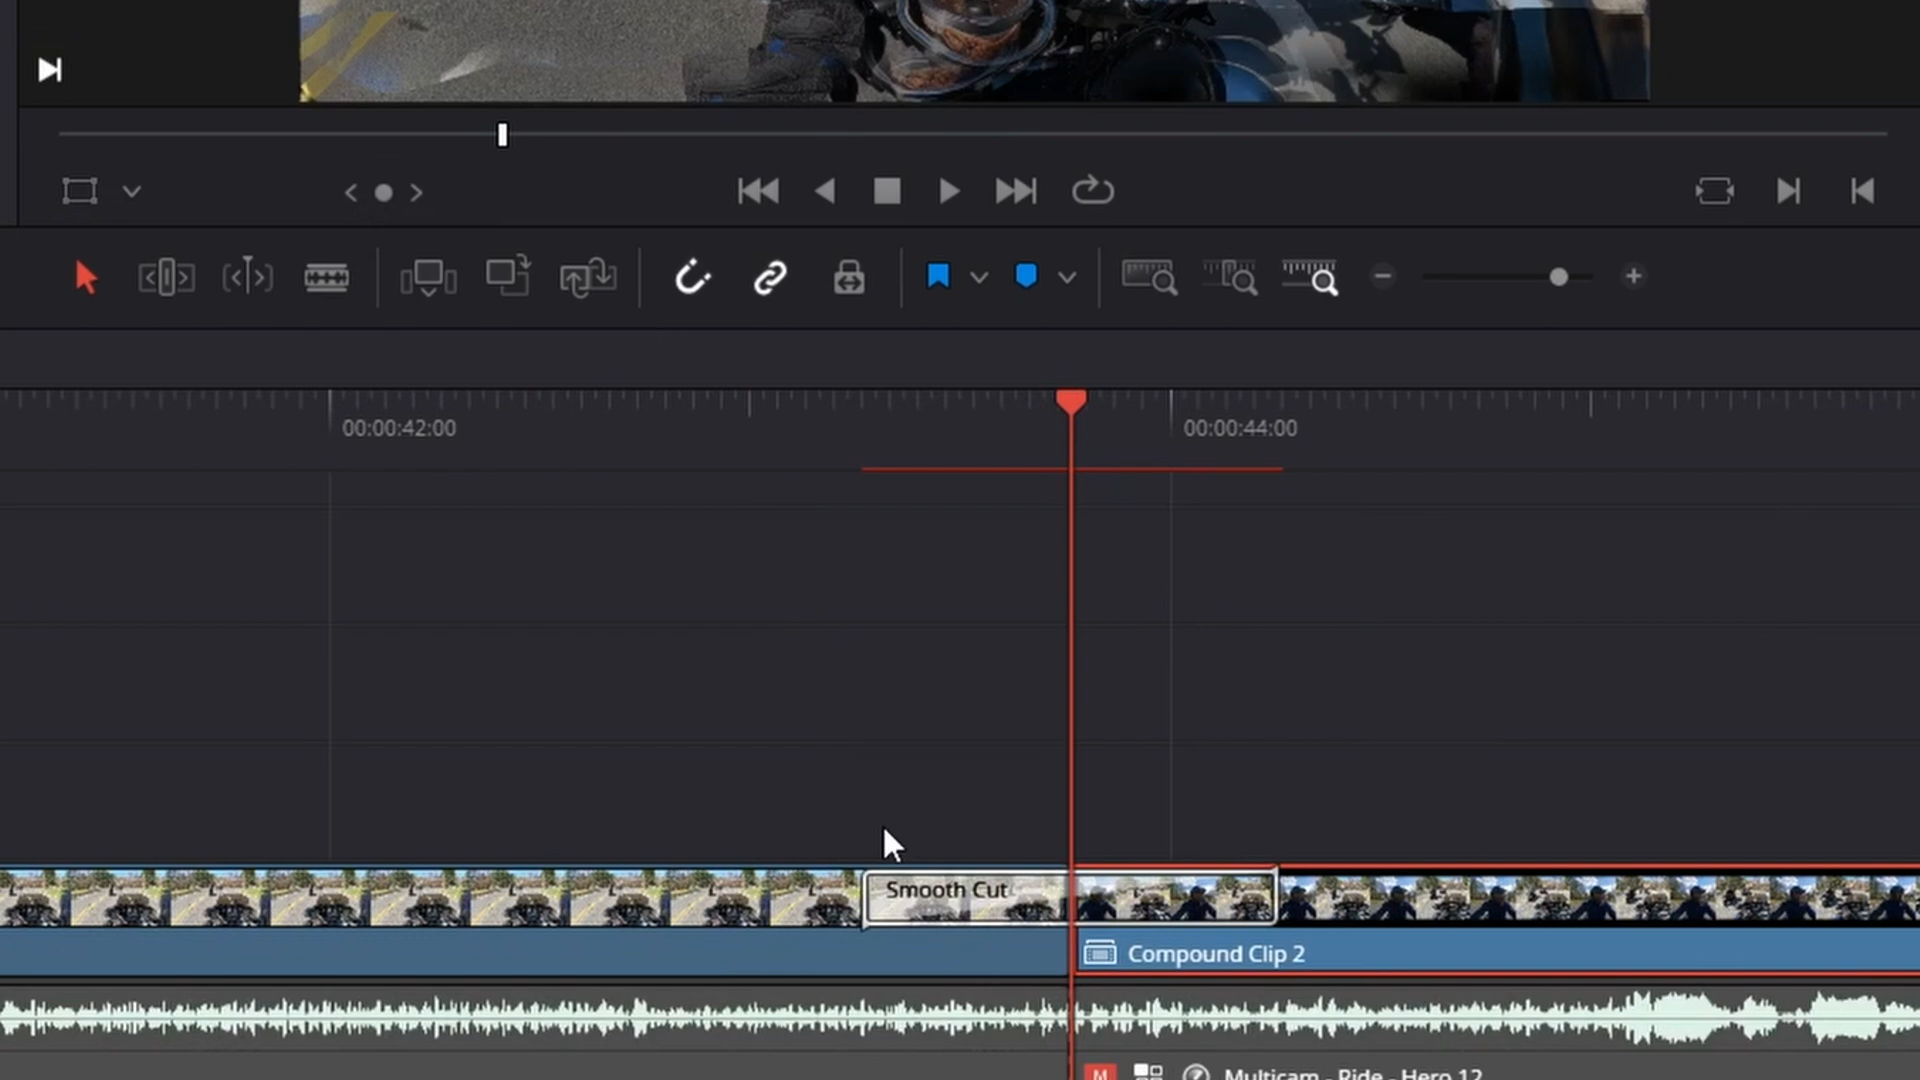 00:00:42:00
00:00:44:00
Smooth Cut
Compound Clip 2
M
Multicam - Ride - Hero 12